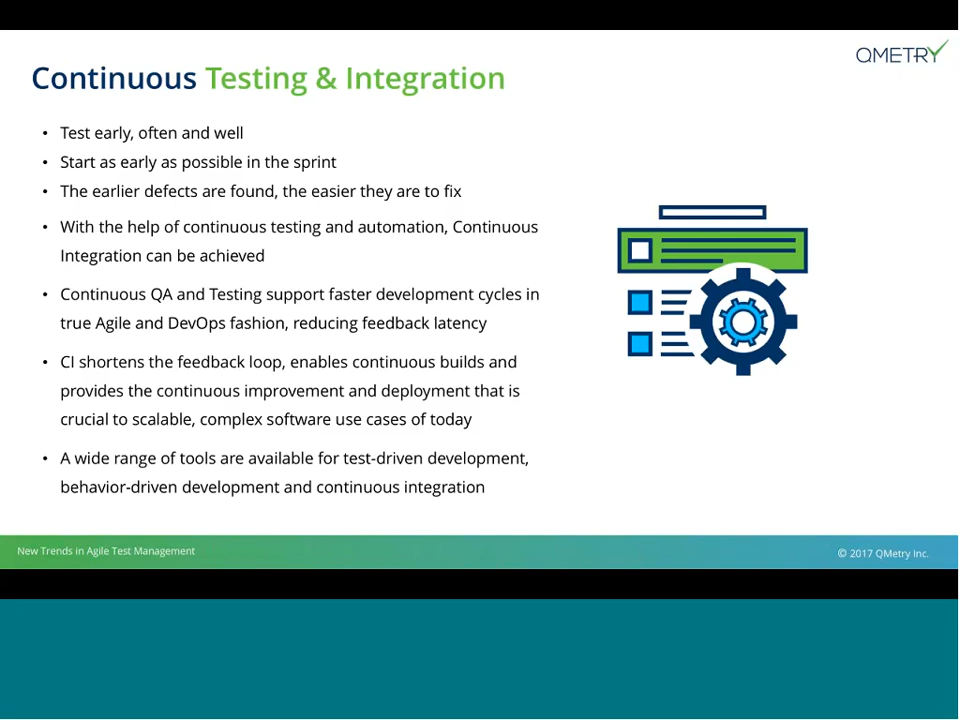 QMETRY
Continuous Testing & Integration
• Test early, often and well
• Start as early as possible in the sprint
• The earlier defects are found, the easier they are to fix
• With the help of continuous testing and automation, Continuous
Integration can be achieved
• Continuous QA and Testing support faster development cycles in
true Agile and DevOps fashion, reducing feedback latency
• CI shortens the feedback loop, enables continuous builds and
provides the continuous improvement and deployment that is
crucial to scalable, complex software use cases of today
• A wide range of tools are available for test-driven development,
behavior-driven development and continuous integration
New Trends in Agile Test Management
© 2017 QMetry Inc.